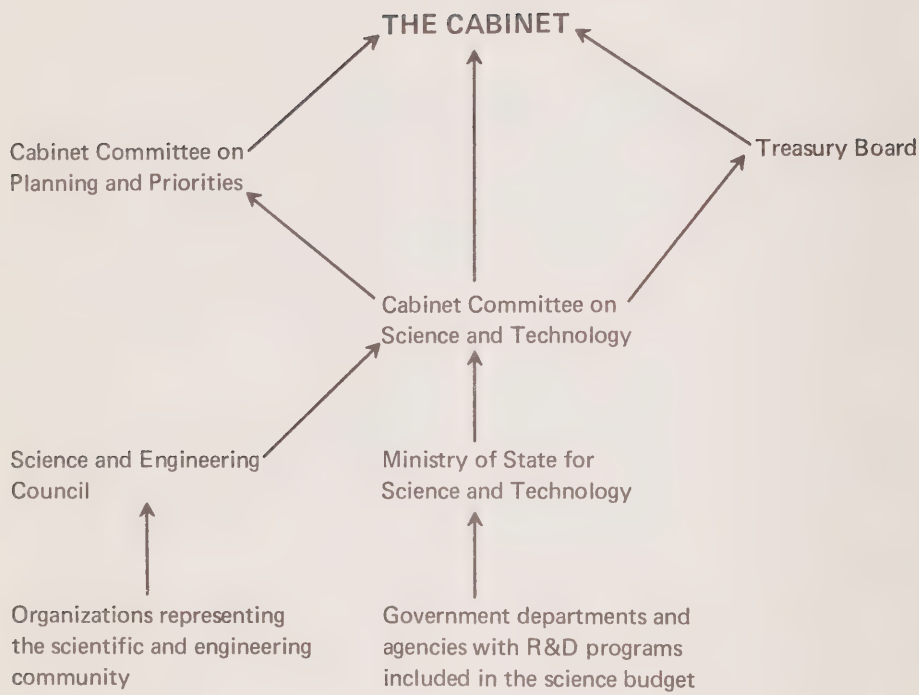 THE CABINET
Cabinet Committee on
Planning and Priorities
Treasury Board
Cabinet Committee on
Science and Technology
Science and Engineering
Council
Ministry of State for
Science and Technology
Organizations representing
the scientific and engineering
community
Government departments and
agencies with R&D programs
included in the science budget